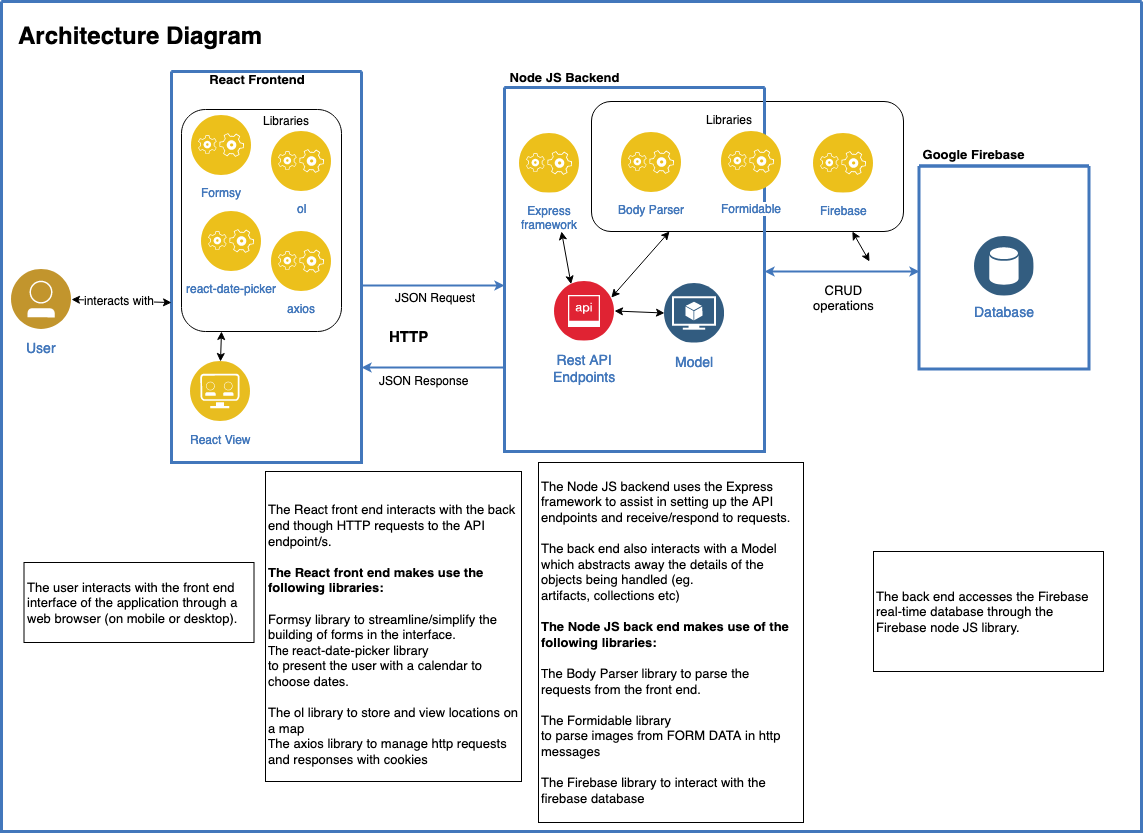 Architecture Diagram
React Frontend
Libraries
Formsy
ol
react-date-picker
axios
React View
User
interacts with
JSON Request
HTTP
JSON Response
Node JS Backend
Libraries
Express
framework
Body Parser
Formidable
Firebase
api
Rest API
Endpoints
Model
CRUD
operations
Google Firebase
Database
The user interacts with the front end
interface of the application through a
web browser (on mobile or desktop).
The React front end interacts with the back
end though HTTP requests to the API
endpoint/s.
The React front end makes use the
following libraries:
Formsy library to streamline/simplify the
building of forms in the interface.
The react-date-picker library
to present the user with a calendar to
choose dates.
The ol library to store and view locations on
a map
The axios library to manage http requests
and responses with cookies
The Node JS backend uses the Express
framework to assist in setting up the API
endpoints and receive/respond to requests.
The back end also interacts with a Model
which abstracts away the details of the
objects being handled (eg.
artifacts, collections etc)
The Node JS back end makes use of the
following libraries:
The Body Parser library to parse the
requests from the front end.
The Formidable library
to parse images from FORM DATA in http
messages
The Firebase library to interact with the
firebase database
The back end accesses the Firebase
real-time database through the
Firebase node JS library.